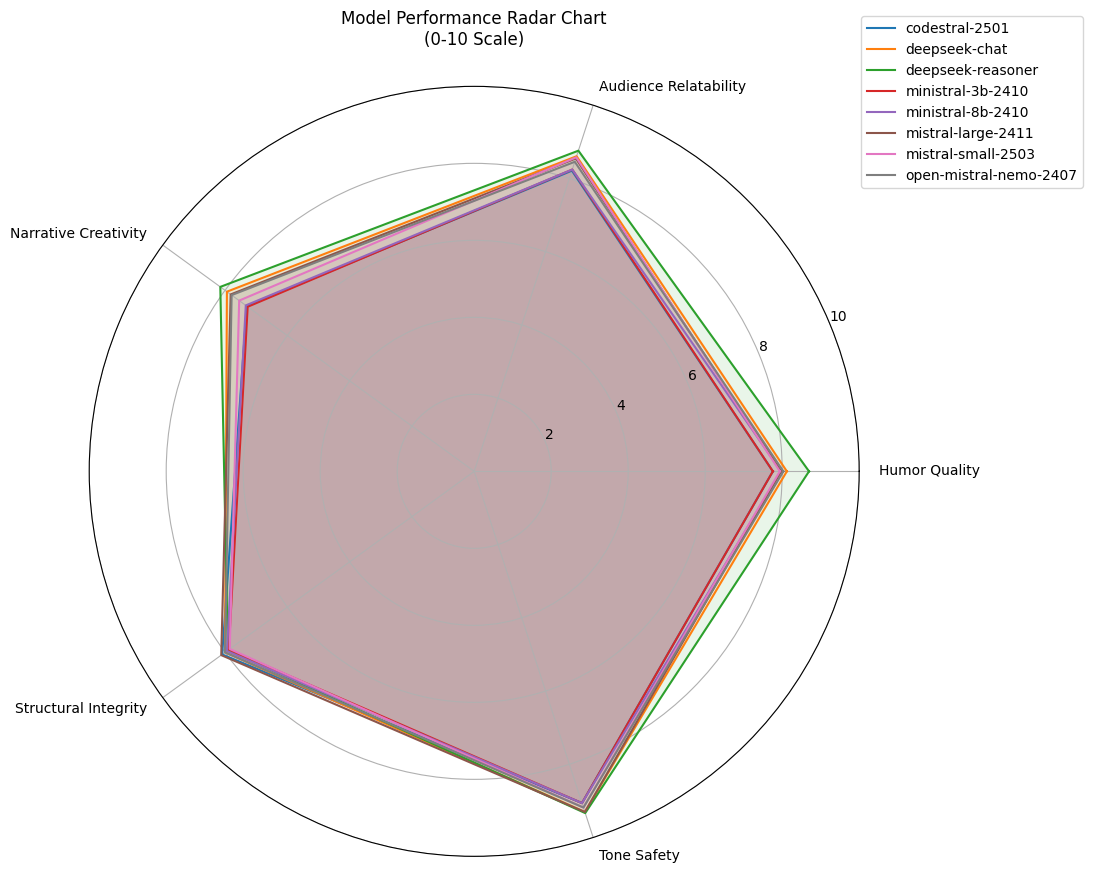 Model Performance Radar Chart
(0-10 Scale)
codestral-2501
deepseek-chat
deepseek-reasoner
ministral-3b-2410
ministral-8b-2410
mistral-large-2411
mistral-small-2503
open-mistral-nemo-2407
Audience Relatability
Narrative Creativity
Humor Quality
Structural Integrity
Tone Safety
2
4
6
8
10